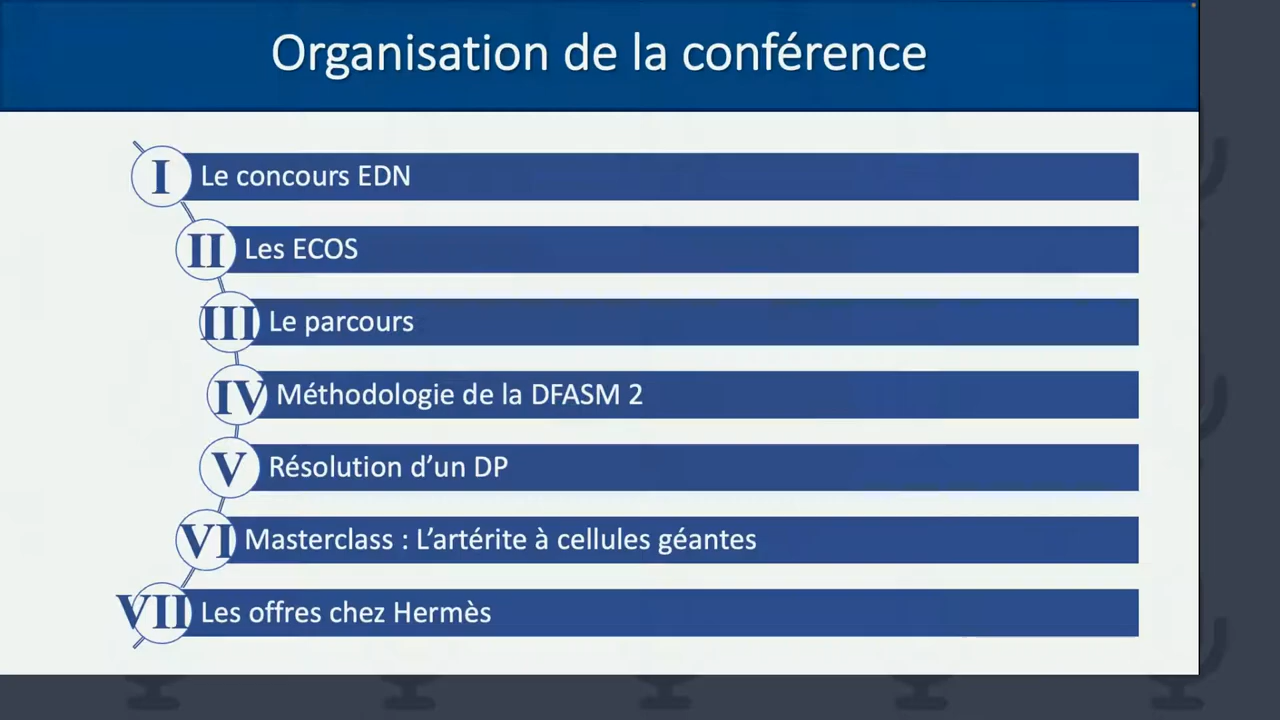 Organisation de la conférence
I Le concours EDN
II Les ECOS
III Le parcours
IV Méthodologie de la DFASM 2
V Résolution d’un DP
VI Masterclass : L’artérite à cellules géantes
VII Les offres chez Hermès